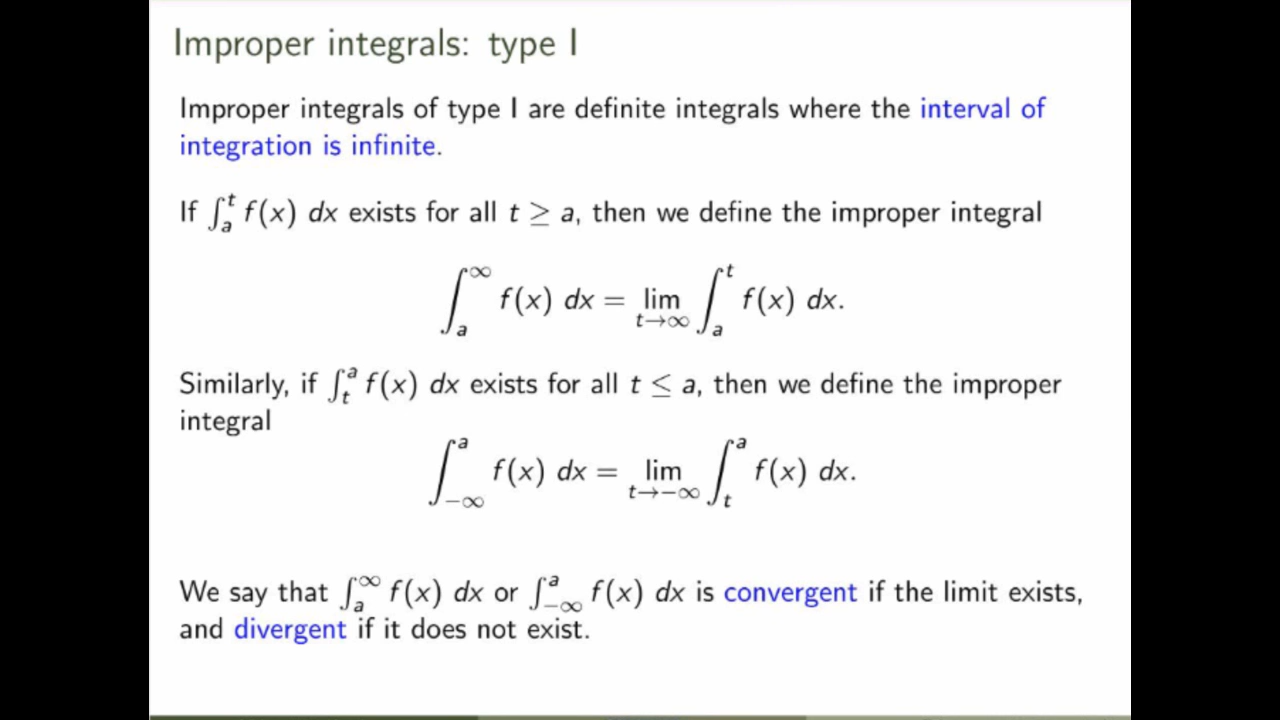 Improper integrals: type I
Improper integrals of type I are definite integrals where the interval of
integration is infinite.
If ∫_a^t f(x) dx exists for all t ≥ a, then we define the improper integral
∫_a^∞ f(x) dx = lim_{t→∞} ∫_a^t f(x) dx.
Similarly, if ∫_t^a f(x) dx exists for all t ≤ a, then we define the improper
integral
∫_{−∞}^a f(x) dx = lim_{t→−∞} ∫_t^a f(x) dx.
We say that ∫_a^∞ f(x) dx or ∫_{−∞}^a f(x) dx is convergent if the limit exists,
and divergent if it does not exist.